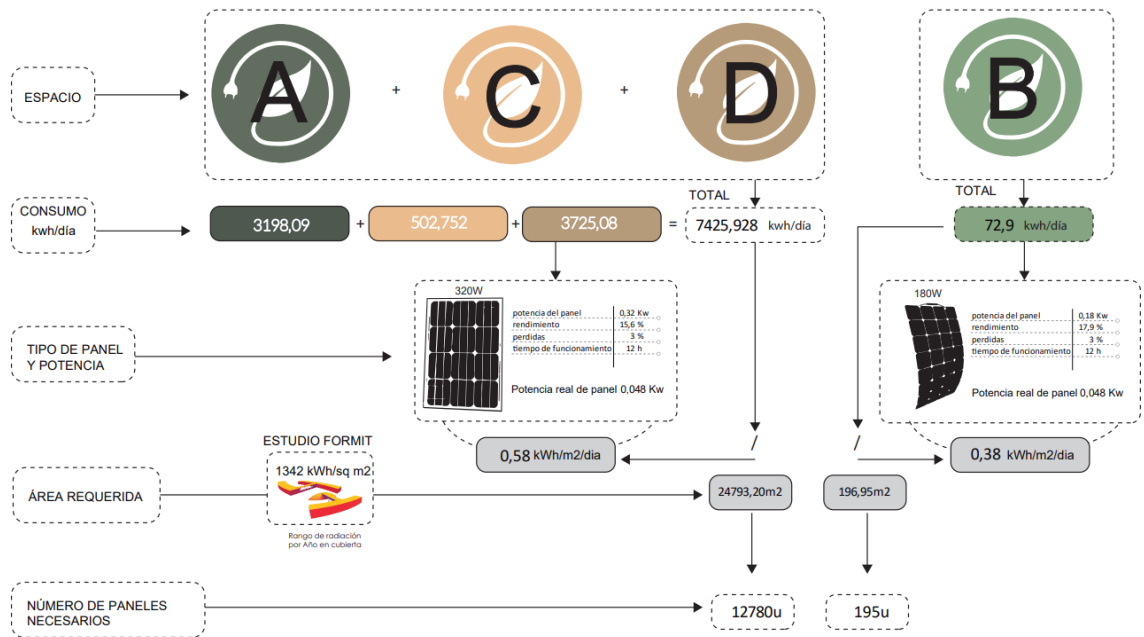 ESPACIO
A
+
C
+
D
B
CONSUMO
kwh/día
3198,09
+
502,752
+
3725,08
=
TOTAL
7425,928 kwh/día
TOTAL
72,9 kwh/día
TIPO DE PANEL
Y POTENCIA
320W
potencia del panel 0,32 Kw
rendimiento 15,6 %
perdidas 3 %
tiempo de funcionamiento 12 h
Potencia real de panel 0,048 Kw
180W
potencia del panel 0,18 Kw
rendimiento 17,9 %
perdidas 3 %
tiempo de funcionamiento 12 h
Potencia real de panel 0,048 Kw
0,58 kWh/m2/dia
/
/
0,38 kWh/m2/dia
ÁREA REQUERIDA
ESTUDIO FORMIT
1342 kWh/sq m2
Rango de radiación
por Año en cubierta
24793,20m2
196,95m2
NÚMERO DE PANELES
NECESARIOS
12780u
195u